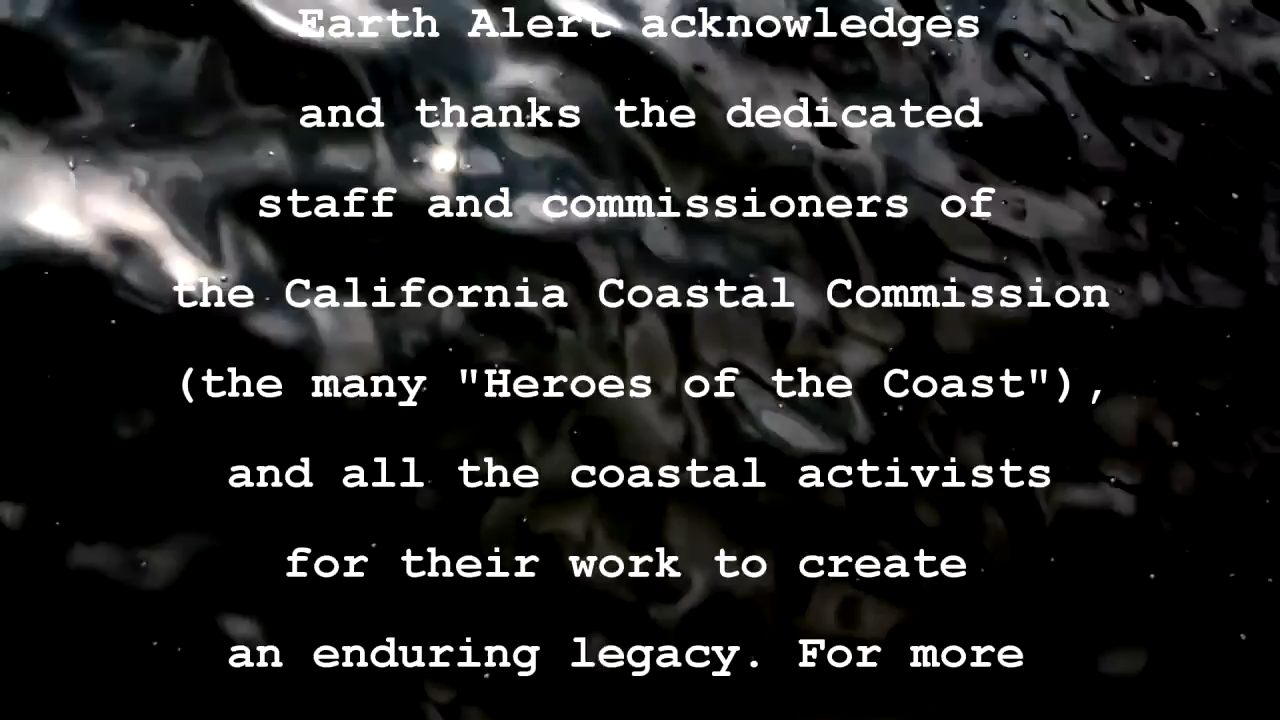 Earth Alert acknowledges
and thanks the dedicated
staff and commissioners of
the California Coastal Commission
(the many "Heroes of the Coast"),
and all the coastal activists
for their work to create
an enduring legacy. For more